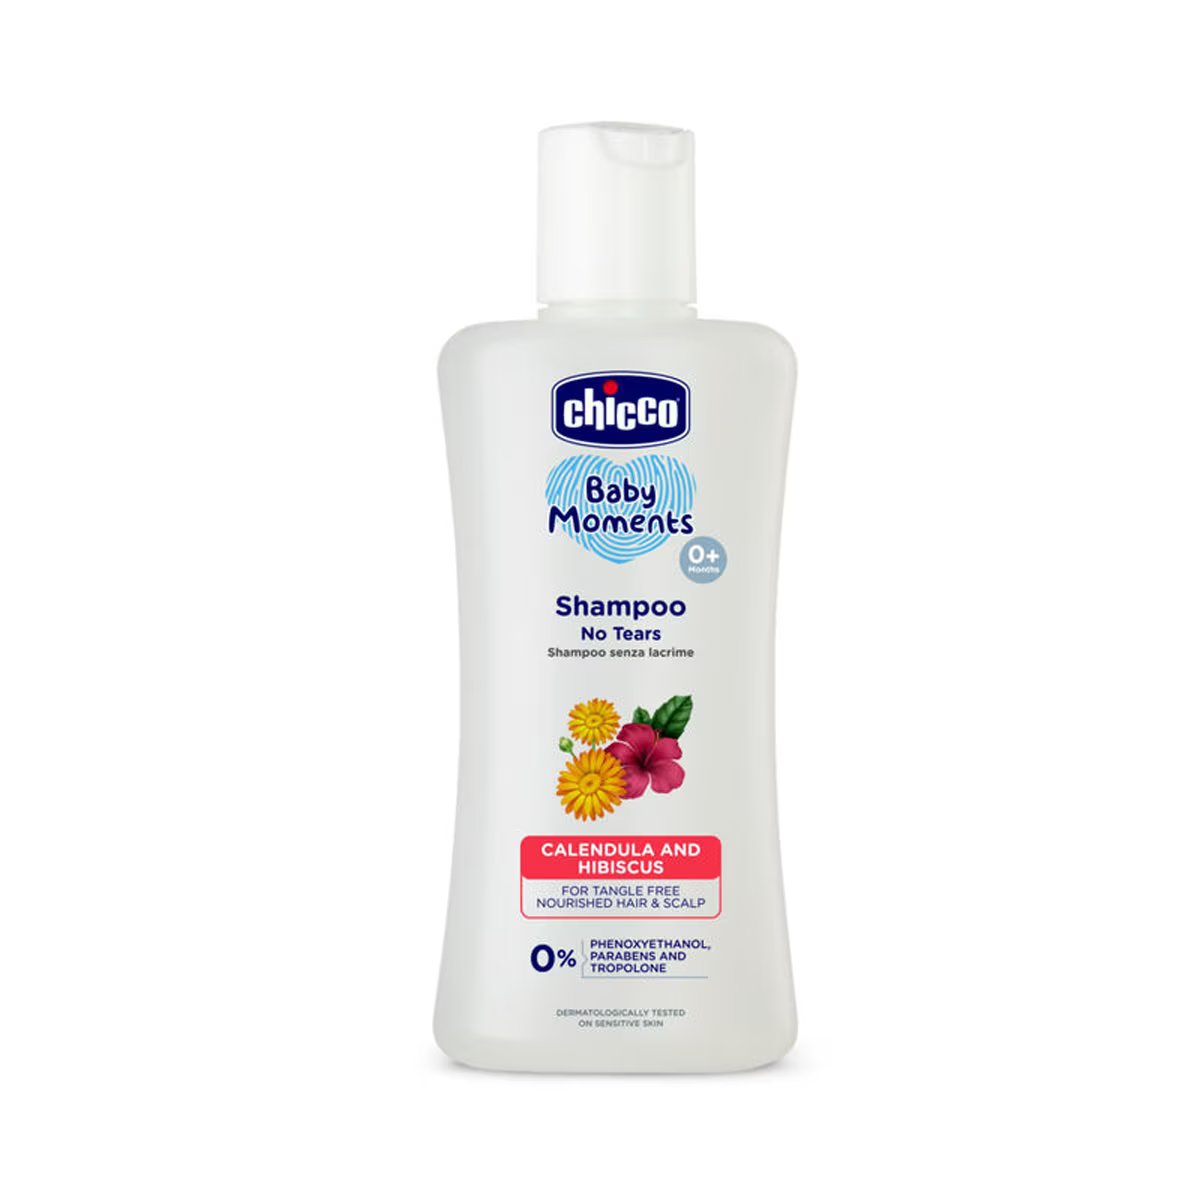 chicco
Baby
Moments
0+
Months
Shampoo
No Tears
Shampoo senza lacrime
CALENDULA AND
HIBISCUS
FOR TANGLE FREE
NOURISHED HAIR & SCALP
0%
PHENOXYETHANOL,
PARABENS AND
TROPOLONE
DERMATOLOGICALLY TESTED
ON SENSITIVE SKIN